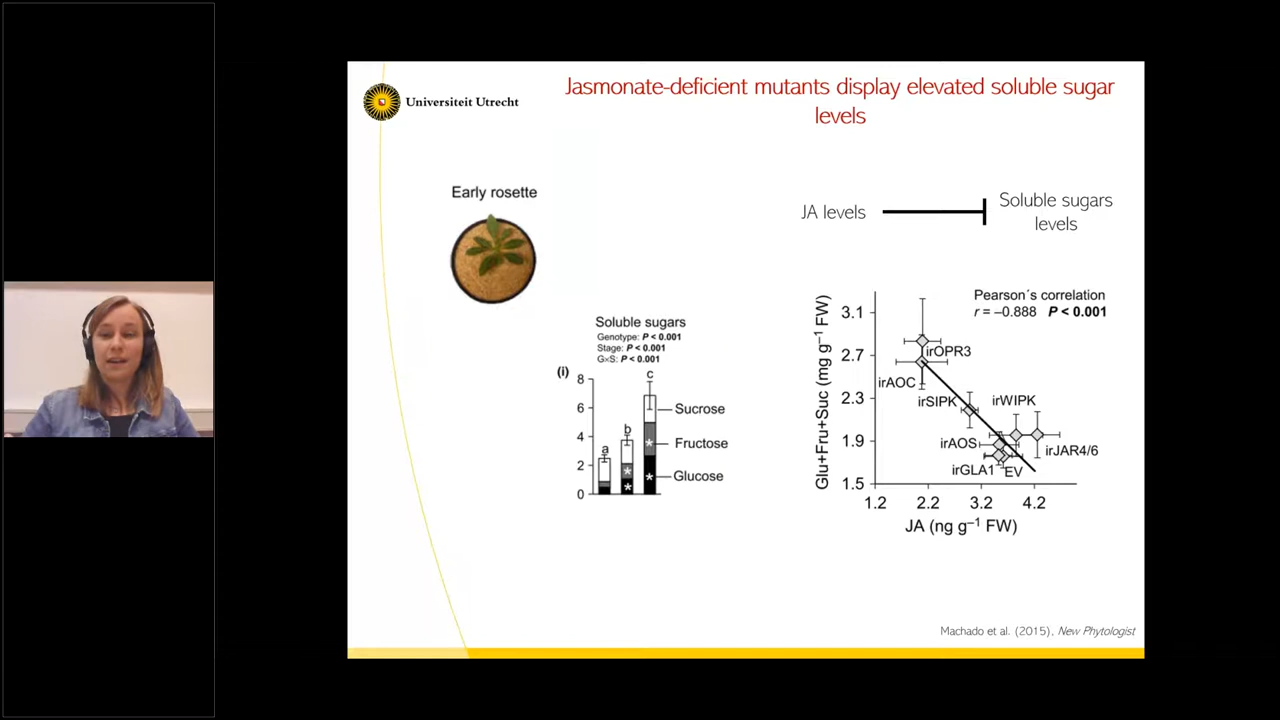 Universiteit Utrecht
Jasmonate-deficient mutants display elevated soluble sugar
levels
Early rosette
JA levels
Soluble sugars
levels
Soluble sugars
Genotype: P < 0.001
Stage: P < 0.001
G×S: P < 0.001
(i)
8
6
4
2
0
a
b
c
*
*
*
*
Sucrose
Fructose
Glucose
Pearson´s correlation
r = –0.888 P < 0.001
Glu+Fru+Suc (mg g–1 FW)
3.1
2.7
2.3
1.9
1.5
irOPR3
irAOC
irSIPK
irWIPK
irAOS
irJAR4/6
irGLA1
EV
1.2 2.2 3.2 4.2
JA (ng g–1 FW)
Machado et al. (2015), New Phytologist